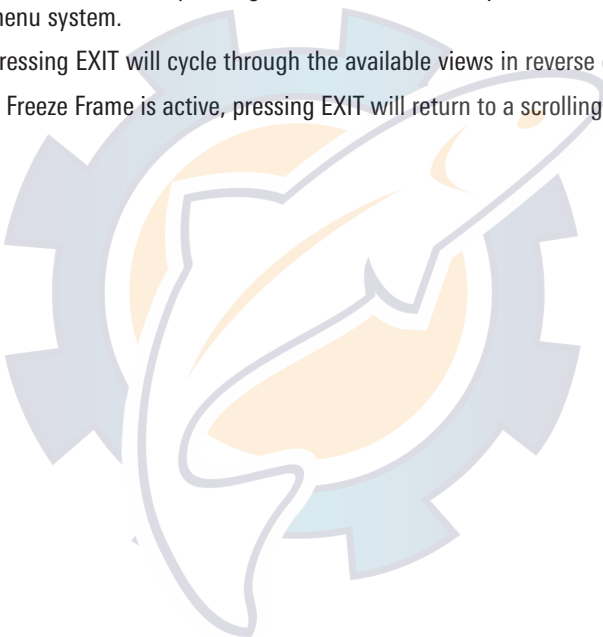 menu system.
ressing EXIT will cycle through the available views in reverse
Freeze Frame is active, pressing EXIT will return to a scrolling